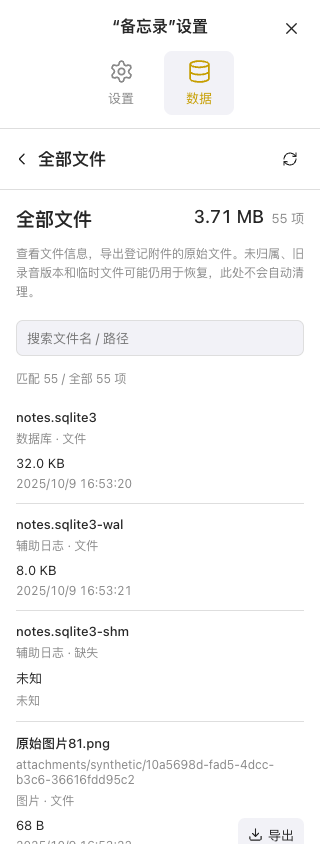 “备忘录”设置
设置
数据
全部文件
全部文件
3.71 MB 55 项
查看文件信息，导出登记附件的原始文件。未归属、旧
录音版本和临时文件可能仍用于恢复，此处不会自动清
理。
搜索文件名 / 路径
匹配 55 / 全部 55 项
notes.sqlite3
数据库 · 文件
32.0 KB
2025/10/9 16:53:20
notes.sqlite3-wal
辅助日志 · 文件
8.0 KB
2025/10/9 16:53:21
notes.sqlite3-shm
辅助日志 · 缺失
未知
未知
原始图片81.png
attachments/synthetic/10a5698d-fad5-4dcc-
b3c6-36616fdd95c2
图片 · 文件
68 B
导出